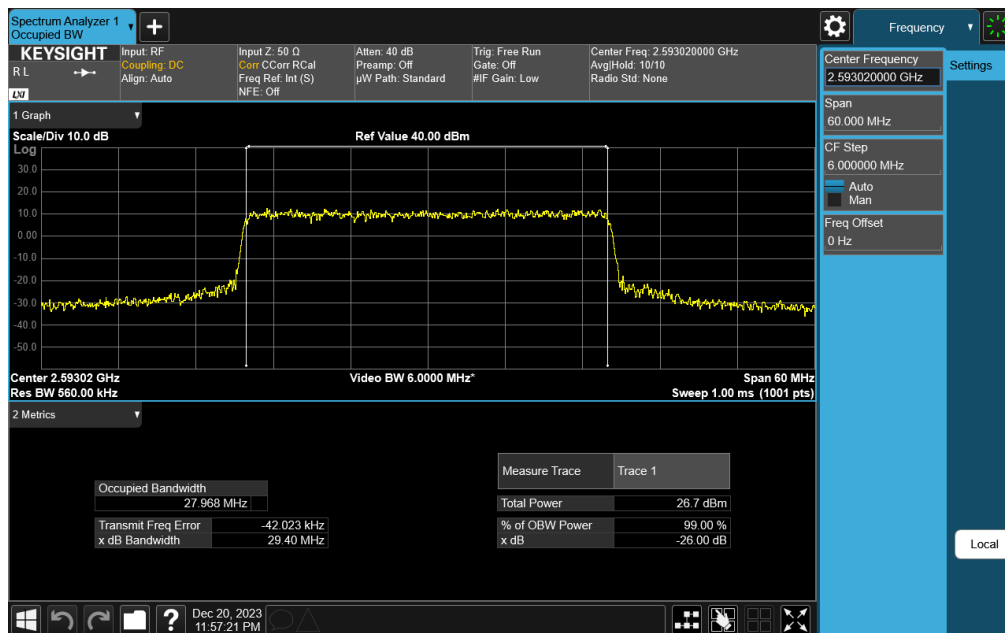 Spectrum Analyzer 1
Occupied BW
+
Frequency
KEYSIGHT
R L
LXI
Input: RF
Coupling: DC
Align: Auto
Input Z: 50 Ω
Corr CCorr RCal
Freq Ref: Int (S)
NFE: Off
Atten: 40 dB
Preamp: Off
µW Path: Standard
Trig: Free Run
Gate: Off
#IF Gain: Low
Center Freq: 2.593020000 GHz
Avg|Hold: 10/10
Radio Std: None
Center Frequency
2.593020000 GHz
Settings
Span
60.000 MHz
CF Step
6.000000 MHz
Auto
Man
Freq Offset
0 Hz
Local
1 Graph
Scale/Div 10.0 dB
Ref Value 40.00 dBm
Log
30.0
20.0
10.0
0.00
-10.0
-20.0
-30.0
-40.0
-50.0
Center 2.59302 GHz
Video BW 6.0000 MHz*
Span 60 MHz
Res BW 560.00 kHz
Sweep 1.00 ms (1001 pts)
2 Metrics
Measure Trace Trace 1
Occupied Bandwidth
27.968 MHz
Total Power 26.7 dBm
Transmit Freq Error -42.023 kHz
% of OBW Power 99.00 %
x dB Bandwidth 29.40 MHz
x dB -26.00 dB
?
Dec 20, 2023
11:57:21 PM